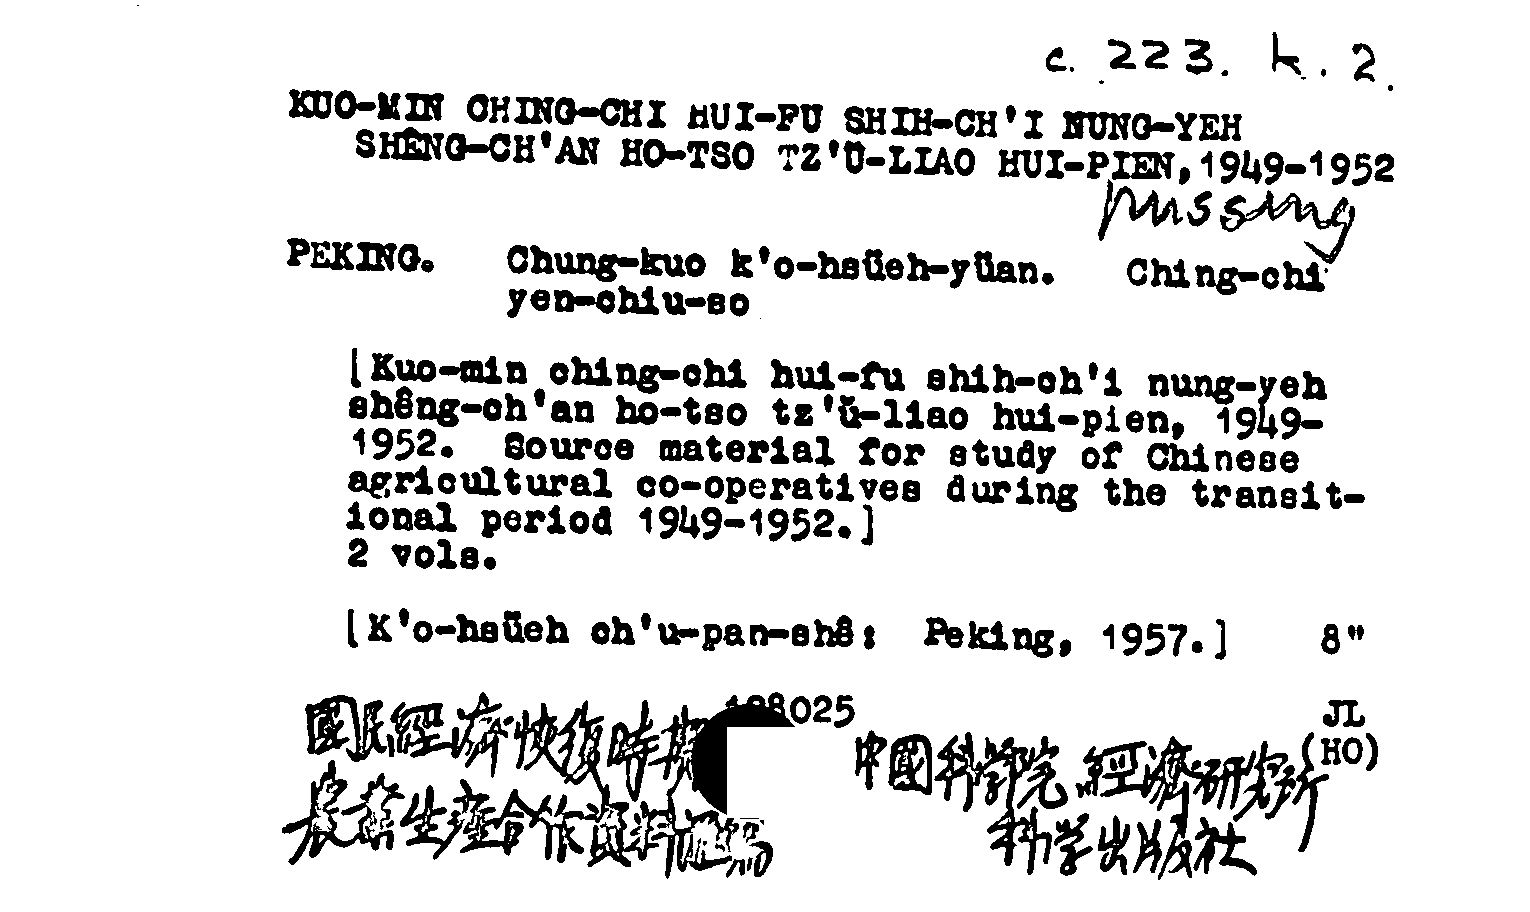 c. 223. k. 2.
KUO-MIN CHING-CHI HUI-FU SHIH-CH'I NUNG-YEH
SHÊNG-CH'AN HO-TSO TZ'Ŭ-LIAO HUI-PIEN, 1949-1952
missing
PEKING. Chung-kuo k'o-hsüeh-yüan. Ching-chi
yen-chiu-so
[Kuo-min ching-chi hui-fu shih-ch'i nung-yeh
shêng-ch'an ho-tso tz'ŭ-liao hui-pien, 1949-
1952. Source material for study of Chinese
agricultural co-operatives during the transit-
ional period 1949-1952.]
2 vols.
[K'o-hsüeh ch'u-pan-shê: Peking, 1957.] 8"
025 JL
(HO)
國民經濟恢復時期
中國科學院 經濟研究所
農業生產合作資料匯編
科学出版社